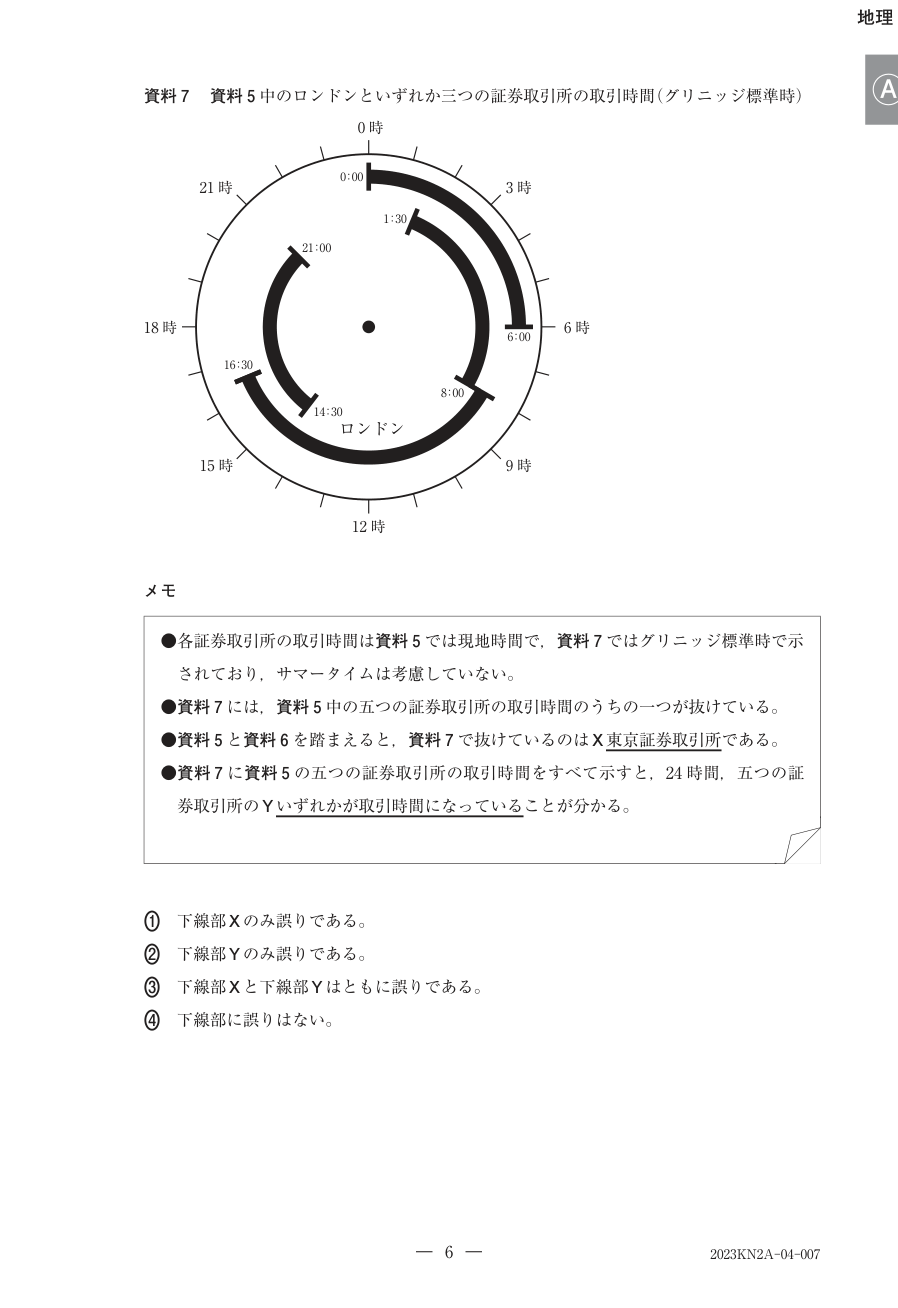 地理
Ⓐ
資料7 資料5中のロンドンといずれか三つの証券取引所の取引時間(グリニッジ標準時)
0時
21時
3時
0:00
1:30
21:00
18時
6時
6:00
16:30
8:00
14:30
ロンドン
15時
9時
12時
メモ
●各証券取引所の取引時間は資料5では現地時間で,資料7ではグリニッジ標準時で示
されており,サマータイムは考慮していない。
●資料7には,資料5中の五つの証券取引所の取引時間のうちの一つが抜けている。
●資料5と資料6を踏まえると,資料7で抜けているのはX東京証券取引所である。
●資料7に資料5の五つの証券取引所の取引時間をすべて示すと,24時間,五つの証
券取引所のYいずれかが取引時間になっていることが分かる。
① 下線部Xのみ誤りである。
② 下線部Yのみ誤りである。
③ 下線部Xと下線部Yはともに誤りである。
④ 下線部に誤りはない。
— 6 —
2023KN2A-04-007